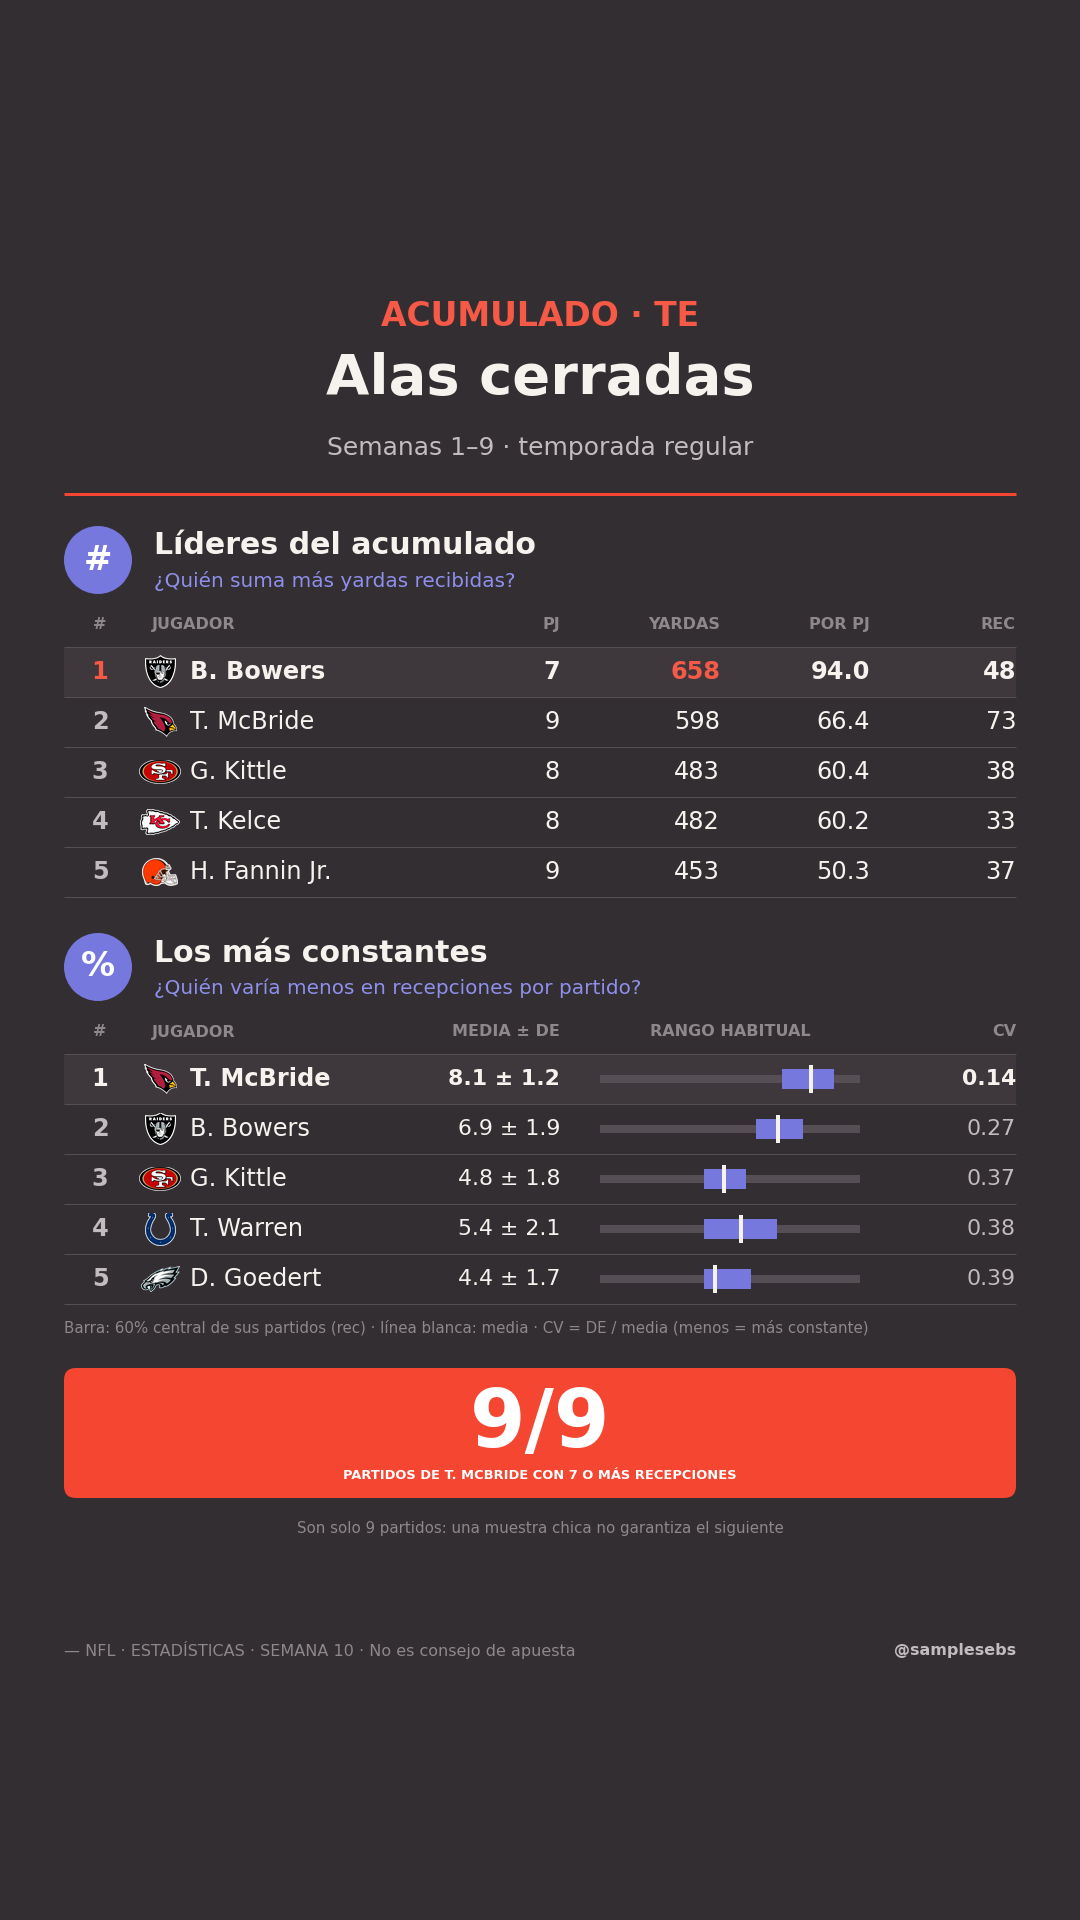 ACUMULADO · TE
Alas cerradas
Semanas 1–9 · temporada regular
# Líderes del acumulado
¿Quién suma más yardas recibidas?
# JUGADOR PJ YARDAS POR PJ REC
1 RAIDERS B. Bowers 7 658 94.0 48
2 T. McBride 9 598 66.4 73
3 SF G. Kittle 8 483 60.4 38
4 KC T. Kelce 8 482 60.2 33
5 H. Fannin Jr. 9 453 50.3 37
% Los más constantes
¿Quién varía menos en recepciones por partido?
# JUGADOR MEDIA ± DE RANGO HABITUAL CV
1 T. McBride 8.1 ± 1.2 0.14
2 RAIDERS B. Bowers 6.9 ± 1.9 0.27
3 SF G. Kittle 4.8 ± 1.8 0.37
4 T. Warren 5.4 ± 2.1 0.38
5 D. Goedert 4.4 ± 1.7 0.39
Barra: 60% central de sus partidos (rec) · línea blanca: media · CV = DE / media (menos = más constante)
9/9
PARTIDOS DE T. MCBRIDE CON 7 O MÁS RECEPCIONES
Son solo 9 partidos: una muestra chica no garantiza el siguiente
— NFL · ESTADÍSTICAS · SEMANA 10 · No es consejo de apuesta @samplesebs